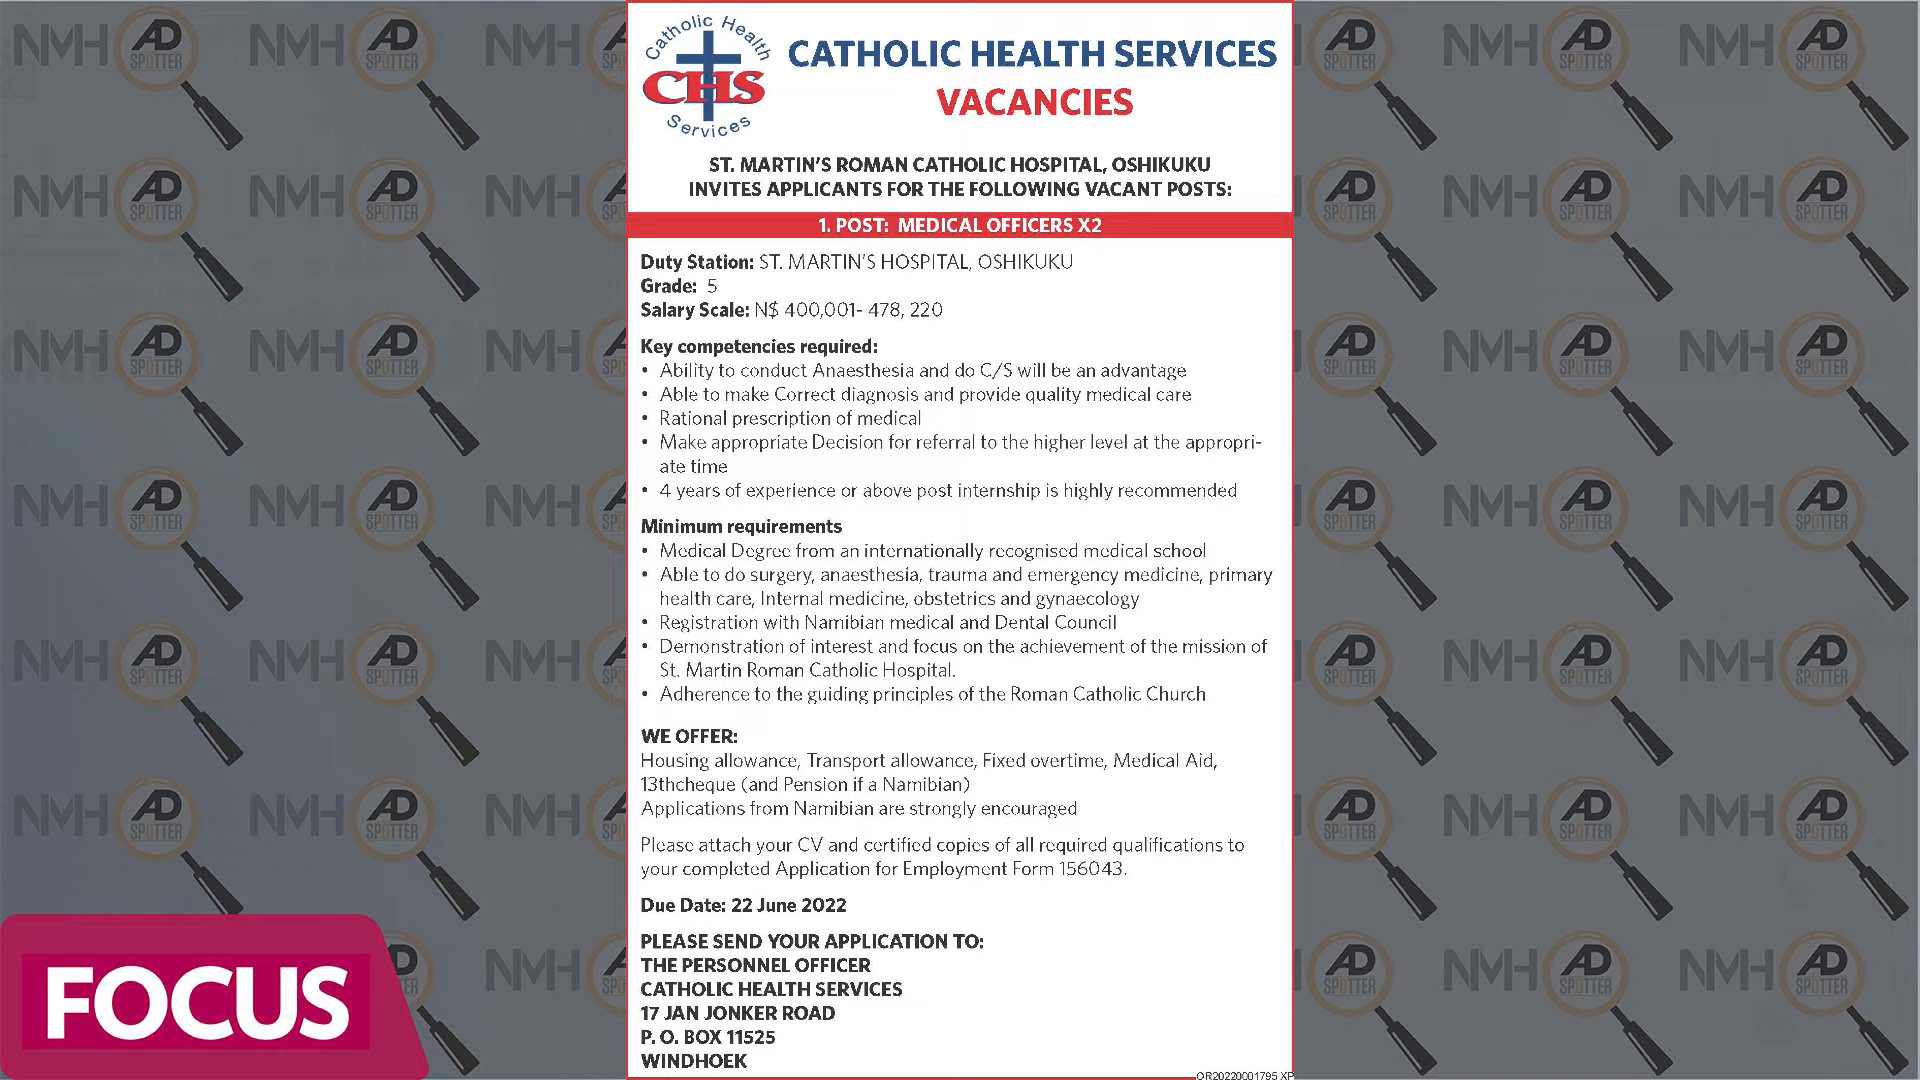 Catholic Health
CHS
Services
CATHOLIC HEALTH SERVICES
VACANCIES
ST. MARTIN'S ROMAN CATHOLIC HOSPITAL, OSHIKUKU
INVITES APPLICANTS FOR THE FOLLOWING VACANT POSTS:
1. POST: MEDICAL OFFICERS X2
Duty Station: ST. MARTIN'S HOSPITAL, OSHIKUKU
Grade: 5
Salary Scale: N$ 400,001- 478, 220
Key competencies required:
• Ability to conduct Anaesthesia and do C/S will be an advantage
• Able to make Correct diagnosis and provide quality medical care
• Rational prescription of medical
• Make appropriate Decision for referral to the higher level at the appropri-
ate time
• 4 years of experience or above post internship is highly recommended
Minimum requirements
• Medical Degree from an internationally recognised medical school
• Able to do surgery, anaesthesia, trauma and emergency medicine, primary
health care, Internal medicine, obstetrics and gynaecology
• Registration with Namibian medical and Dental Council
• Demonstration of interest and focus on the achievement of the mission of
St. Martin Roman Catholic Hospital.
• Adherence to the guiding principles of the Roman Catholic Church
WE OFFER:
Housing allowance, Transport allowance, Fixed overtime, Medical Aid,
13thcheque (and Pension if a Namibian)
Applications from Namibian are strongly encouraged
Please attach your CV and certified copies of all required qualifications to
your completed Application for Employment Form 156043.
Due Date: 22 June 2022
PLEASE SEND YOUR APPLICATION TO:
THE PERSONNEL OFFICER
CATHOLIC HEALTH SERVICES
17 JAN JONKER ROAD
P. O. BOX 11525
WINDHOEK
OR20220001795 XP
FOCUS
NMH AD SPOTTER